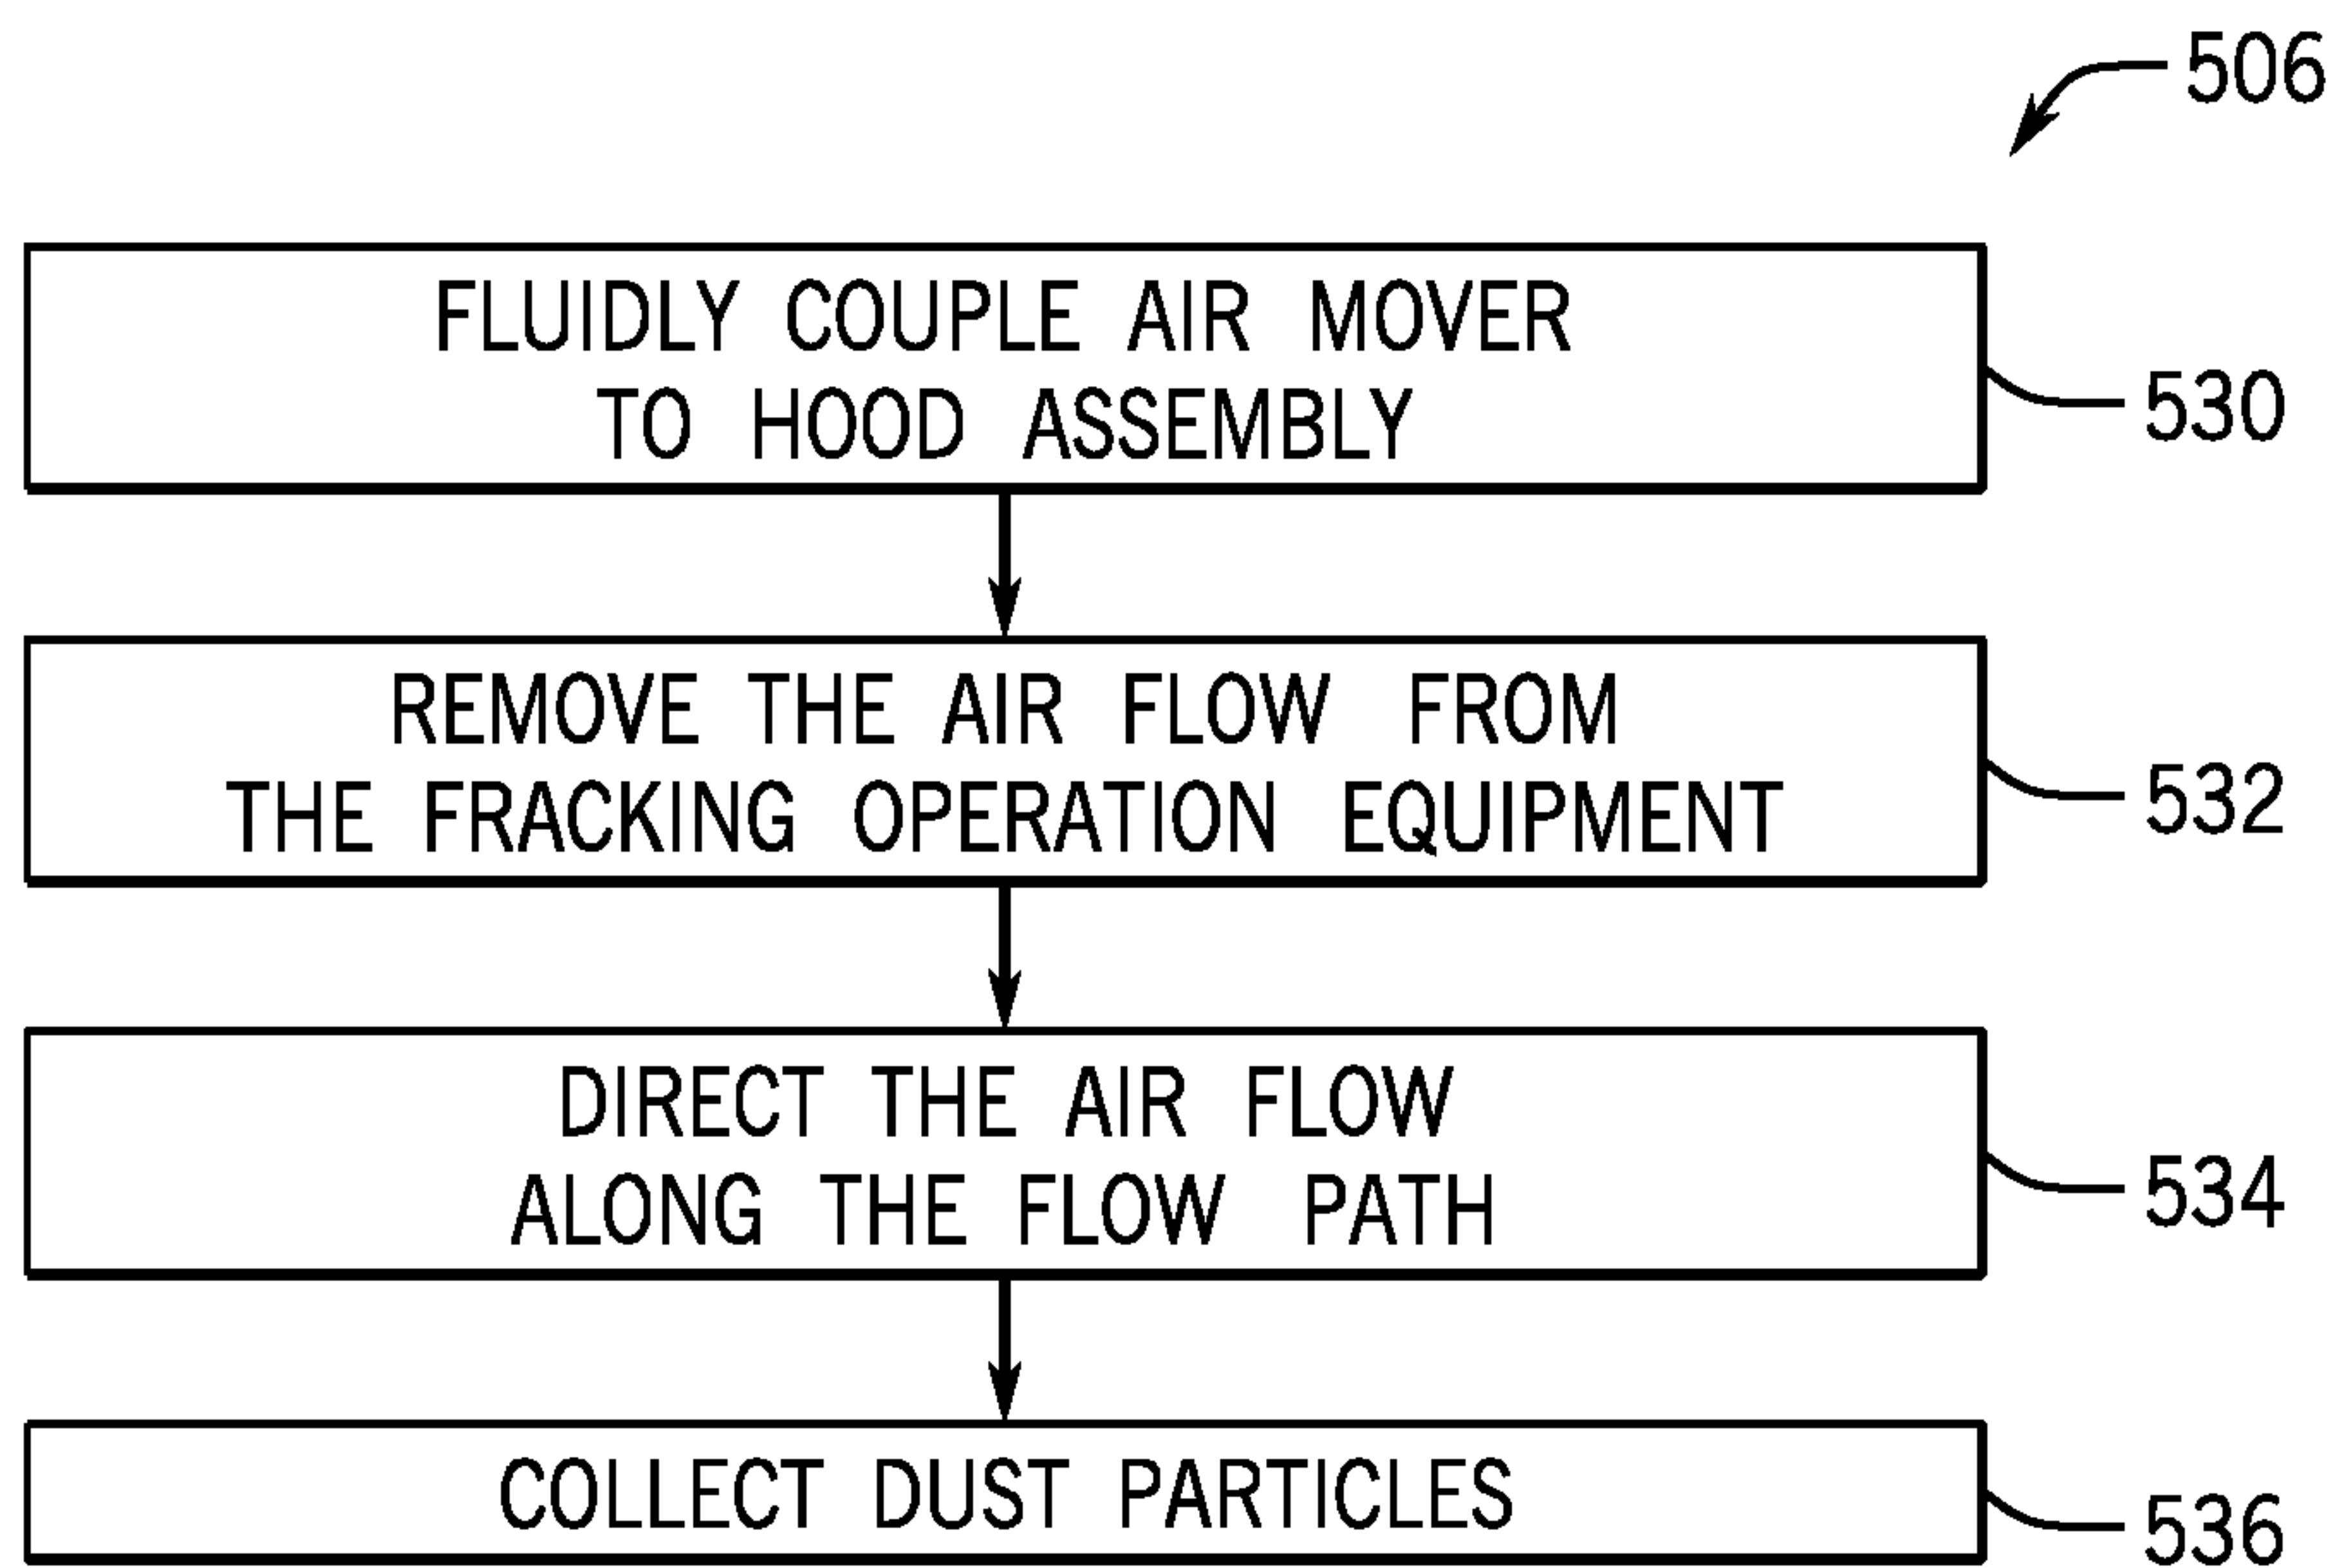 506
FLUIDLY COUPLE AIR MOVER
TO HOOD ASSEMBLY
530
REMOVE THE AIR FLOW FROM
THE FRACKING OPERATION EQUIPMENT
532
DIRECT THE AIR FLOW
ALONG THE FLOW PATH
534
COLLECT DUST PARTICLES
536